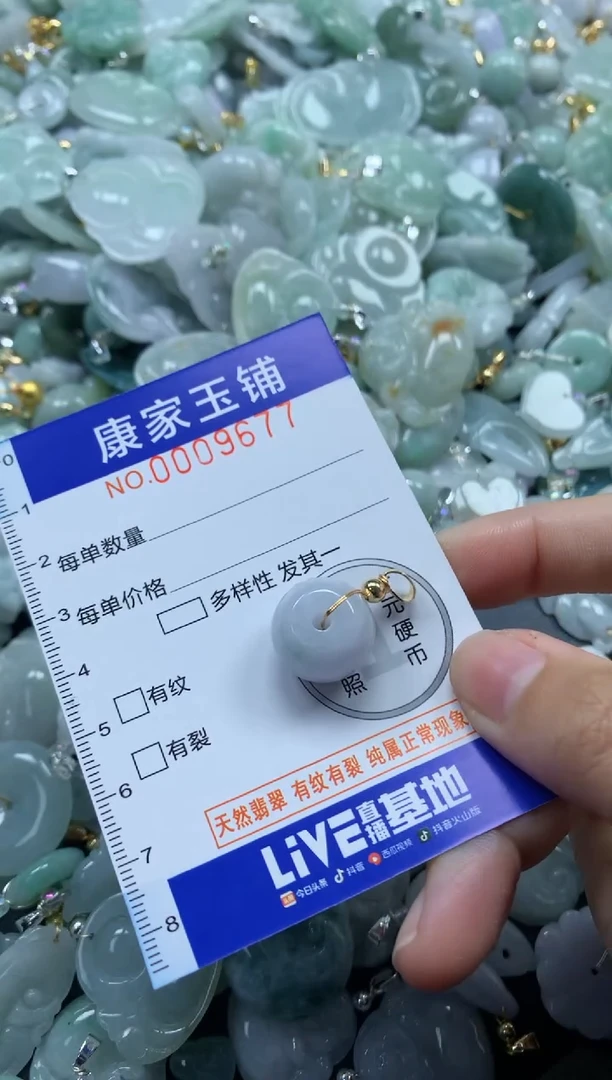 康家玉铺
NO.0009677
0
1
2
3
4
5
6
7
8
每单数量
每单价格
多样性 发其一
元硬币
照
有纹
有裂
天然翡翠 有纹有裂 纯属正常现象
LiVE直播基地
今日头条 抖音 西瓜视频 抖音火山版